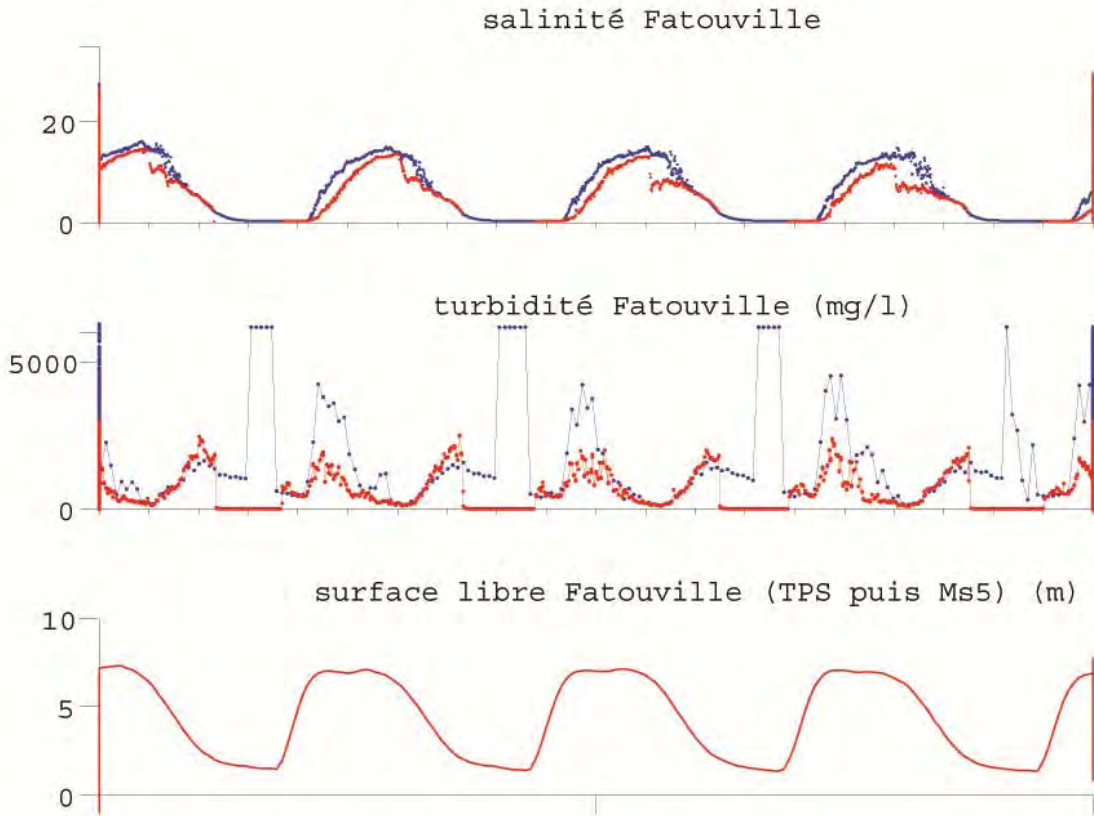 salinité Fatouville
20
0
turbidité Fatouville (mg/l)
5000
0
surface libre Fatouville (TPS puis Ms5) (m)
10
5
0